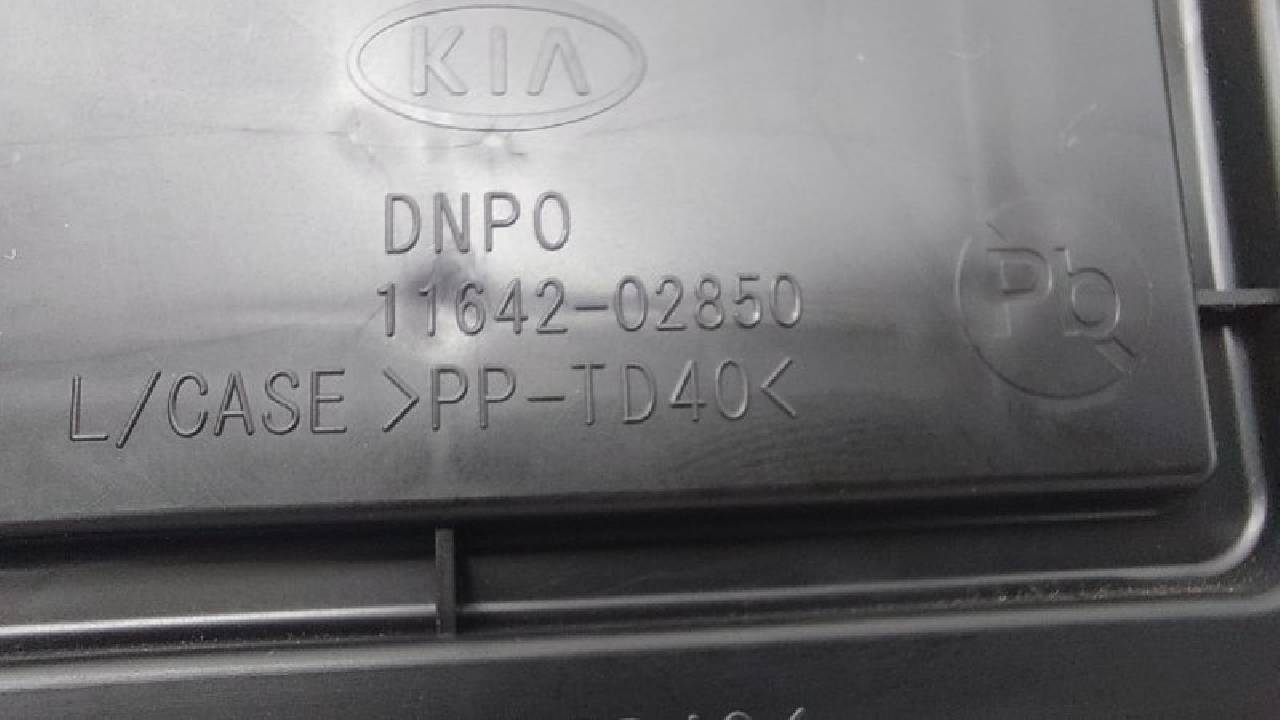 KIA
DNPO
11642-02850
Pb
L/CASE >PP-TD40<